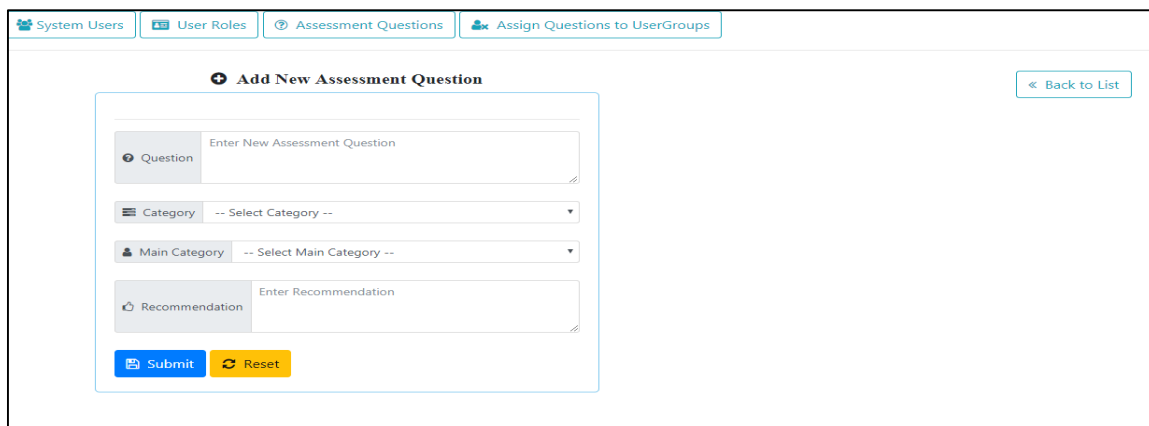 System Users User Roles Assessment Questions Assign Questions to UserGroups
Add New Assessment Question
« Back to List
Question Enter New Assessment Question
Category -- Select Category --
Main Category -- Select Main Category --
Recommendation Enter Recommendation
Submit Reset